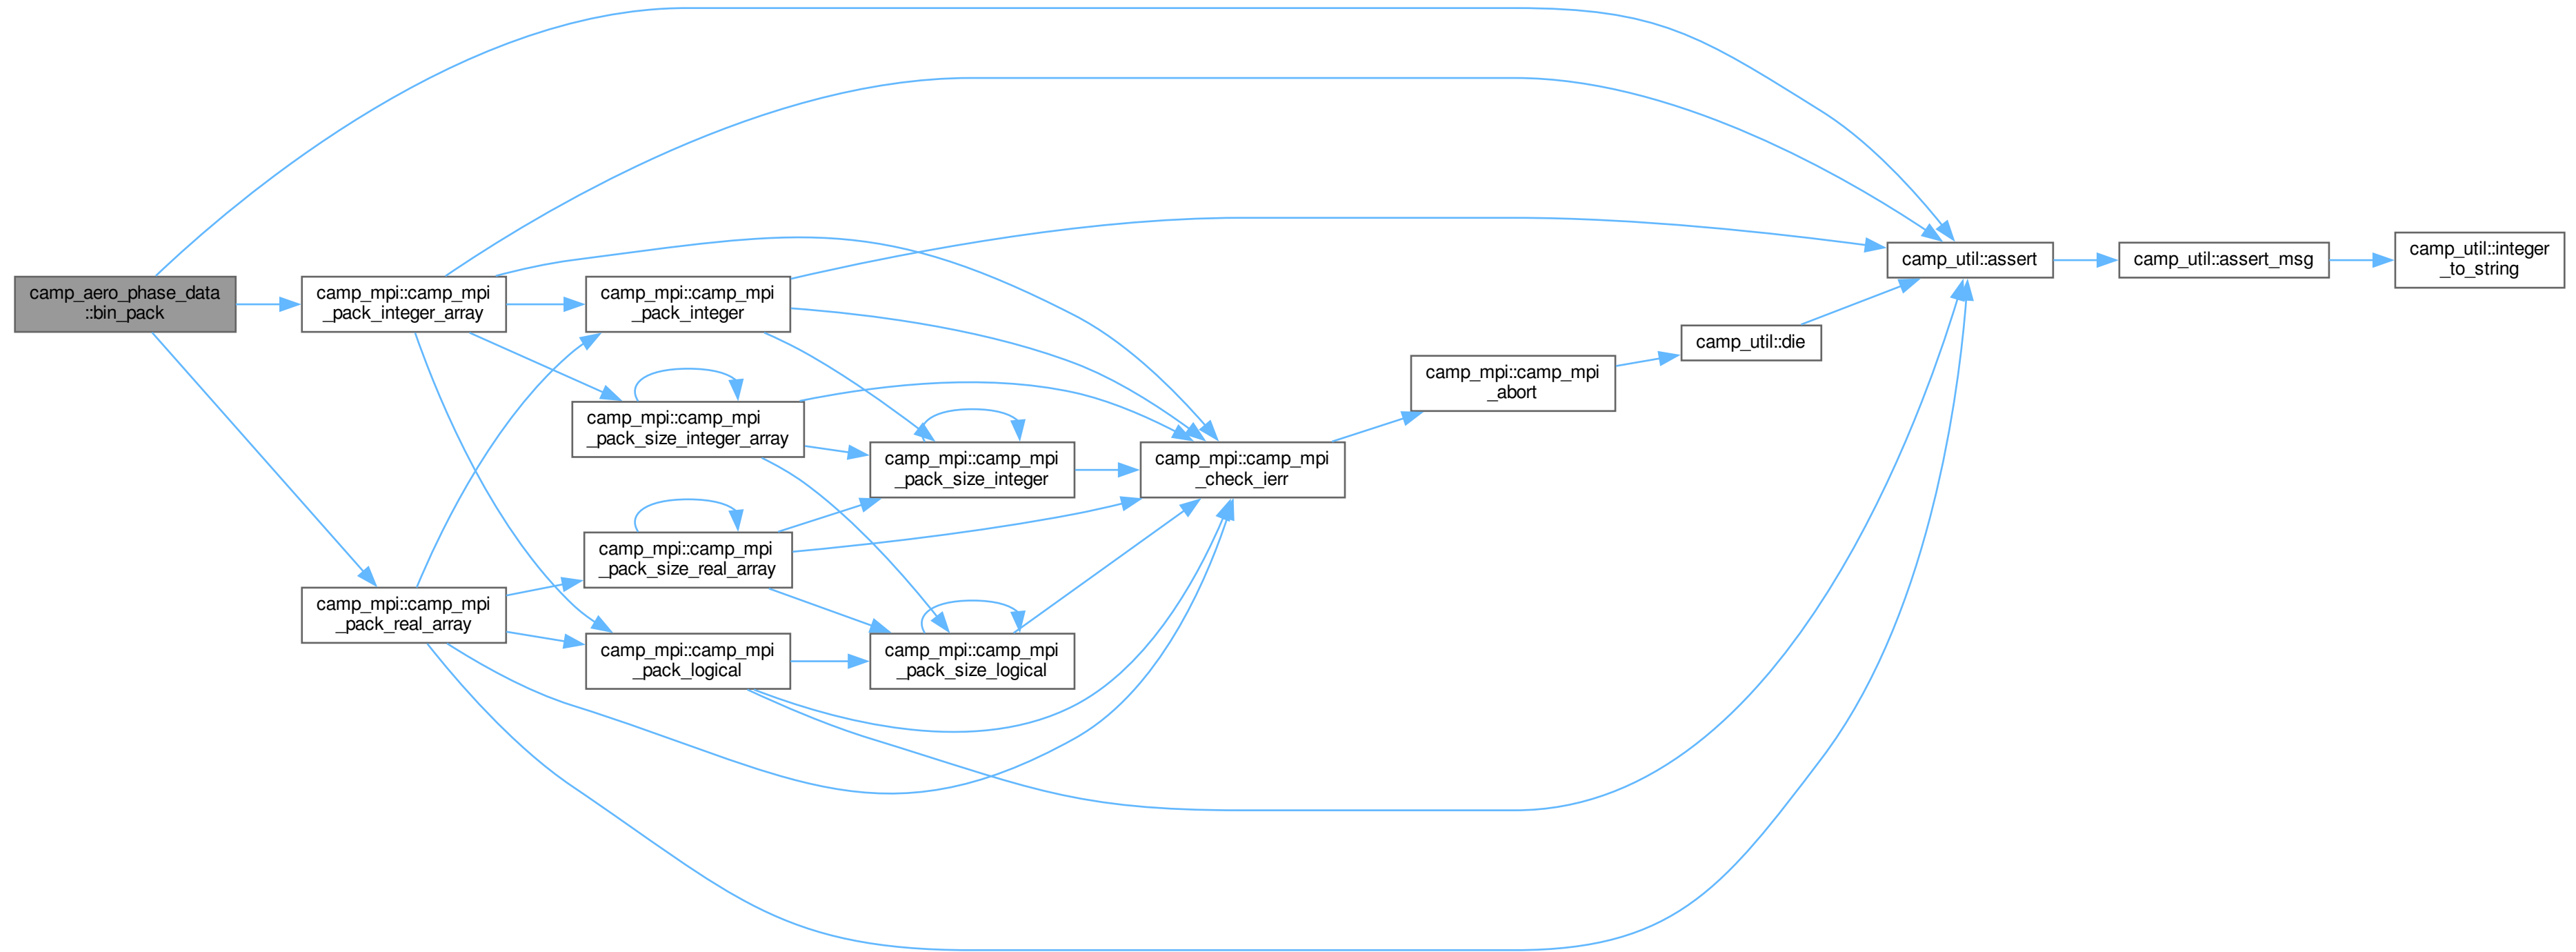 camp_aero_phase_data
::bin_pack
camp_mpi::camp_mpi
_pack_integer_array
camp_mpi::camp_mpi
_pack_real_array
camp_mpi::camp_mpi
_pack_integer
camp_mpi::camp_mpi
_pack_size_integer_array
camp_mpi::camp_mpi
_pack_size_real_array
camp_mpi::camp_mpi
_pack_logical
camp_mpi::camp_mpi
_pack_size_integer
camp_mpi::camp_mpi
_pack_size_logical
camp_mpi::camp_mpi
_check_ierr
camp_mpi::camp_mpi
_abort
camp_util::die
camp_util::assert
camp_util::assert_msg
camp_util::integer
_to_string